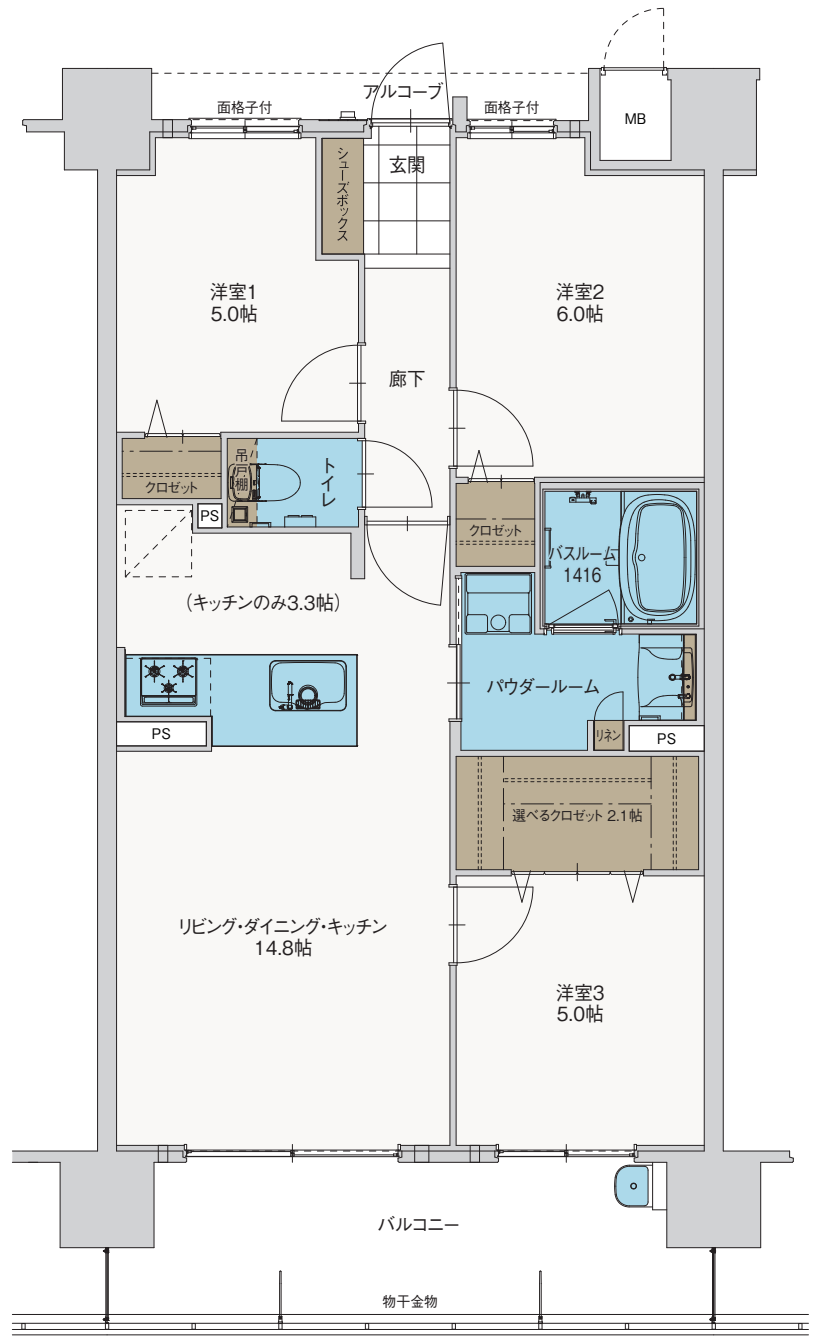 アルコーブ
面格子付
面格子付
MB
シューズボックス
玄関
洋室1
5.0帖
洋室2
6.0帖
廊下
クロゼット
吊戸棚
トイレ
PS
クロゼット
バスルーム
1416
(キッチンのみ3.3帖)
パウダールーム
PS
リネン
PS
選べるクロゼット 2.1帖
リビング・ダイニング・キッチン
14.8帖
洋室3
5.0帖
バルコニー
物干金物